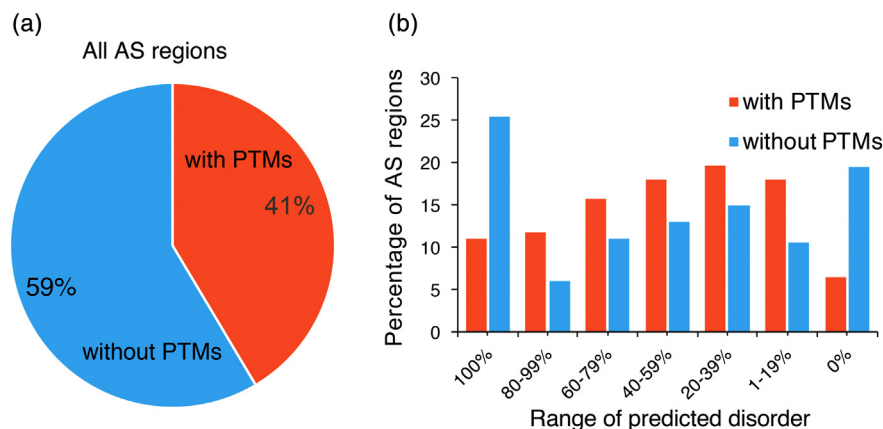 (a)
All AS regions
with PTMs
41%
59%
without PTMs
(b)
Percentage of AS regions
30
25
20
15
10
5
0
with PTMs
without PTMs
100%
80-99%
60-79%
40-59%
20-39%
1-19%
0%
Range of predicted disorder